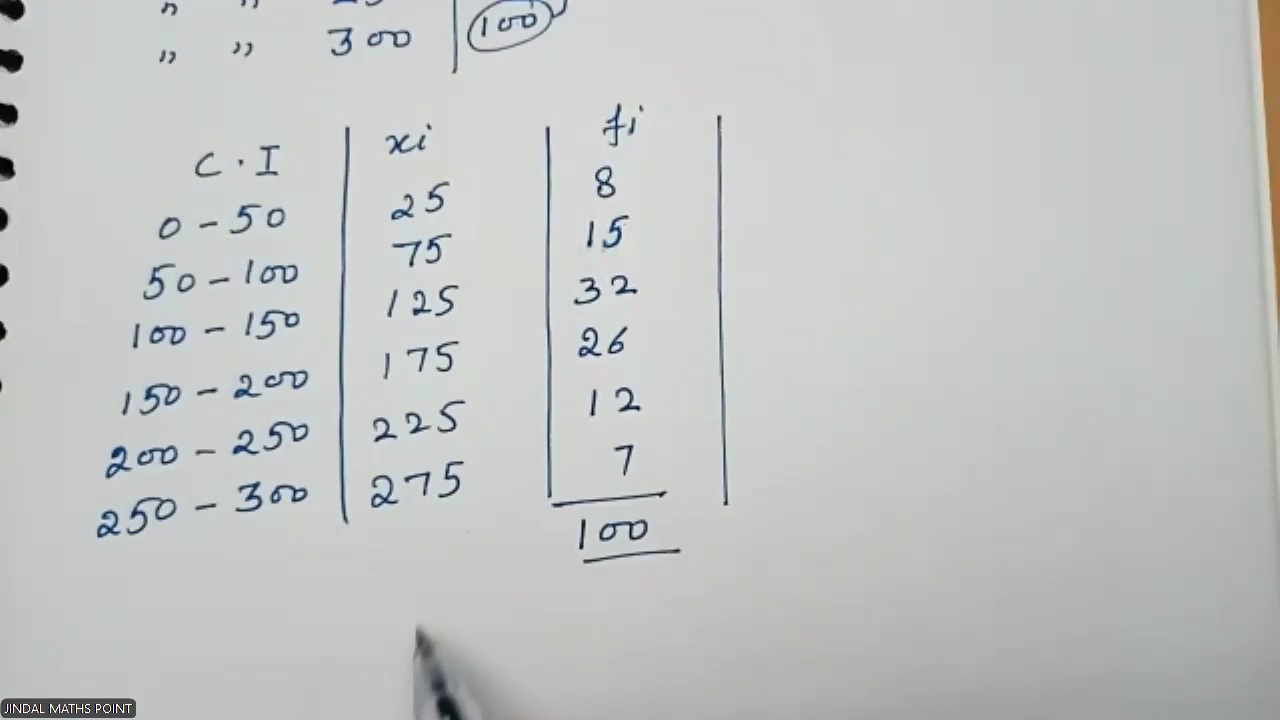 " " 300 100
C.I xi fi
0-50 25 8
50-100 75 15
100-150 125 32
150-200 175 26
200-250 225 12
250-300 275 7
100
JINDAL MATHS POINT